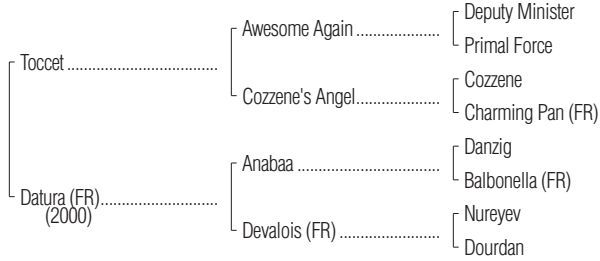 Deputy Minister
Awesome Again ....................
Primal Force
Toccet ....................................
Cozzene
Cozzene's Angel....................
Charming Pan (FR)
Danzig
Anabaa ..................................
Balbonella (FR)
Datura (FR)............................
(2000)
Nureyev
Devalois (FR) ........................
Dourdan